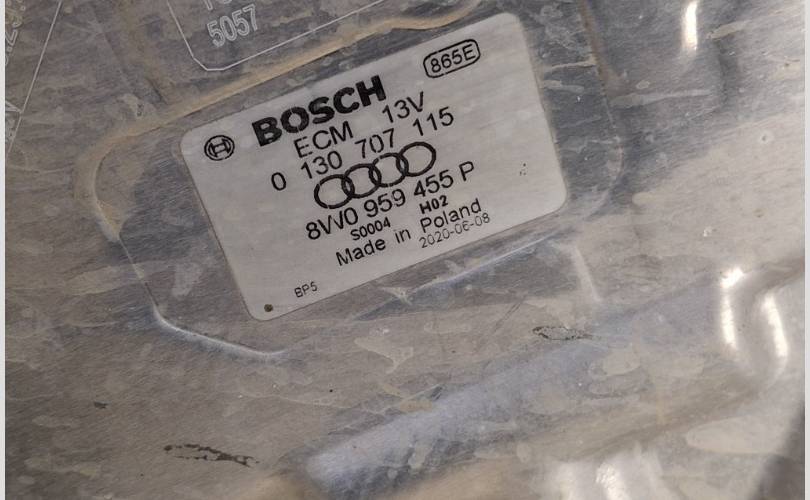 5057
865E
BOSCH
ECM 13V
0 130 707 115
8W0 959 455 P
S0004 H02
Made in Poland
2020-06-08
BP5